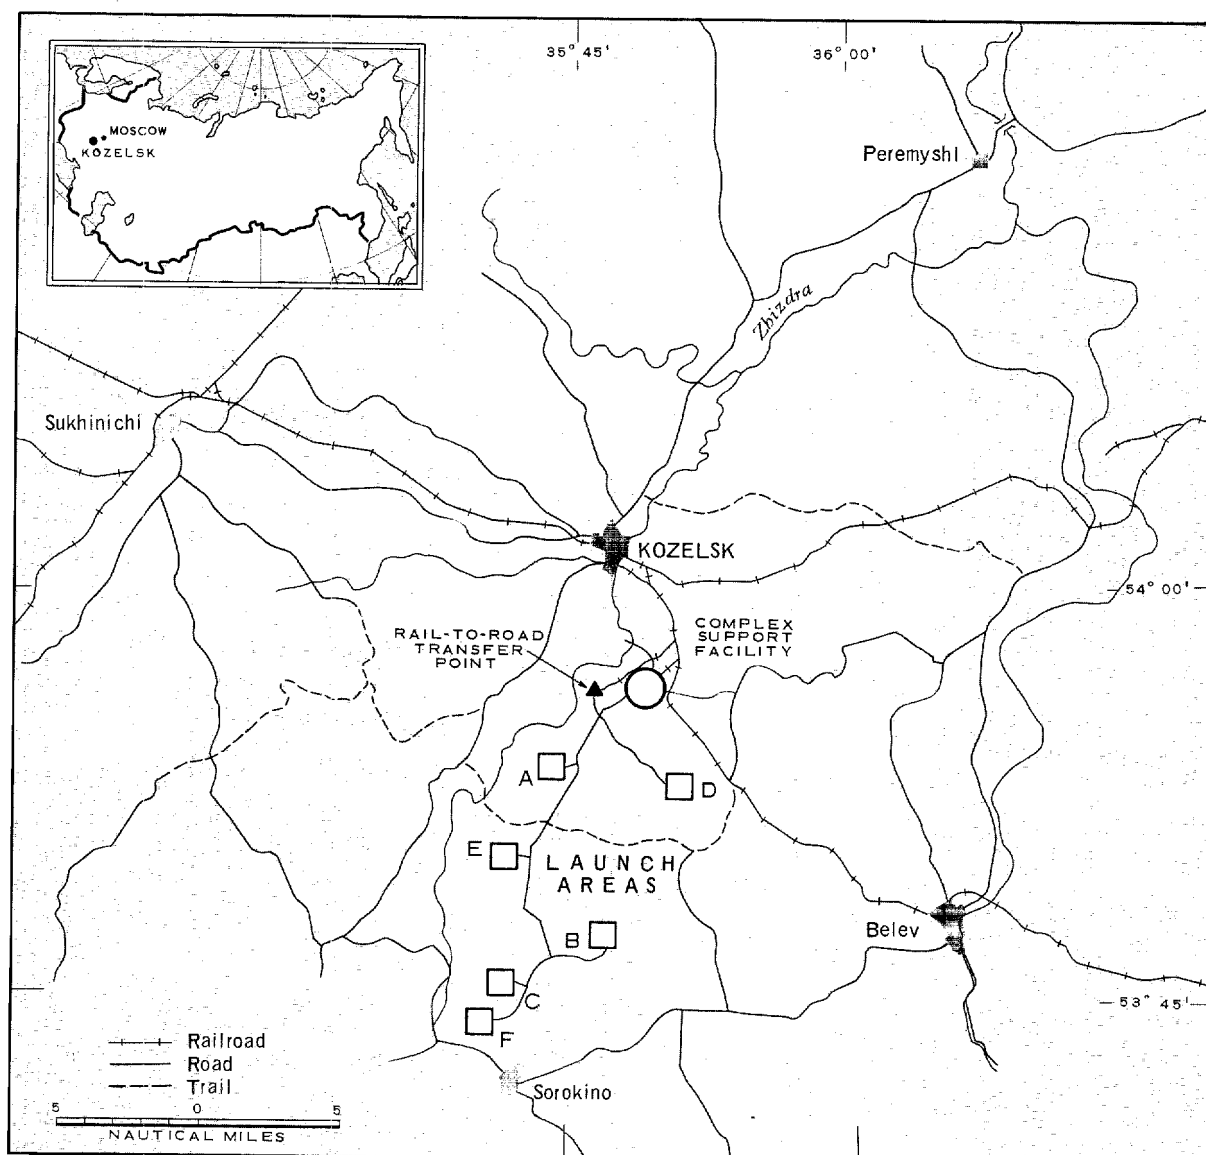 35° 45'
36° 00'
MOSCOW
KOZELSK
Peremyshl
Zhizdra
Sukhinichi
KOZELSK
54° 00'
RAIL-TO-ROAD
TRANSFER
POINT
COMPLEX
SUPPORT
FACILITY
A
D
E
LAUNCH
AREAS
B
Belev
C
F
53° 45'
Railroad
Road
Trail
Sorokino
5 0 5
NAUTICAL MILES